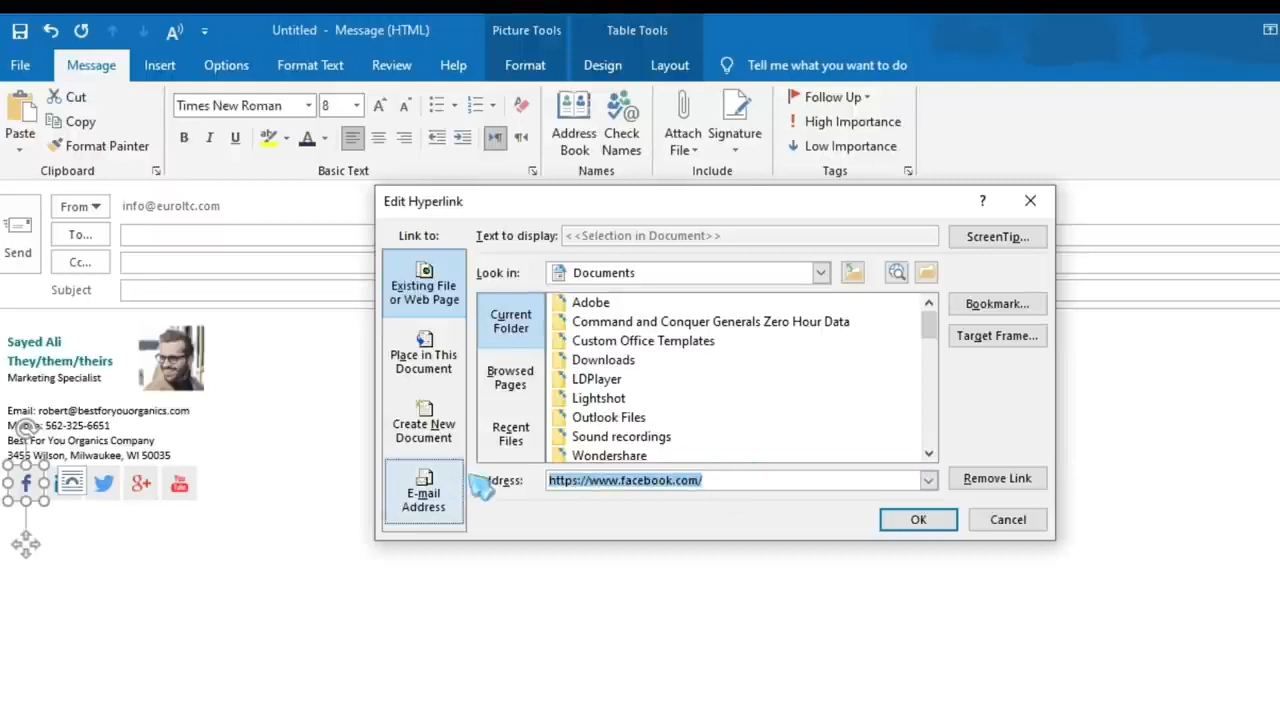 Untitled - Message (HTML)
Picture Tools
Table Tools
File
Message
Insert
Options
Format Text
Review
Help
Format
Design
Layout
Tell me what you want to do
Paste
Cut
Copy
Format Painter
Clipboard
Times New Roman
8
Basic Text
Address Book
Check Names
Names
Attach File
Signature
Include
Follow Up
High Importance
Low Importance
Tags
Send
From
info@euroltc.com
To...
Cc...
Subject
Sayed Ali
They/them/theirs
Marketing Specialist
Email: robert@bestforyouorganics.com
562-325-6651
Best For You Organics Company
3455 Wilson, Milwaukee, WI 50035
Edit Hyperlink
Link to:
Existing File
or Web Page
Place in This
Document
Create New
Document
E-mail
Address
Text to display:
<<Selection in Document>>
ScreenTip...
Look in:
Documents
Current
Folder
Browsed
Pages
Recent
Files
Adobe
Command and Conquer Generals Zero Hour Data
Custom Office Templates
Downloads
LDPlayer
Lightshot
Outlook Files
Sound recordings
Wondershare
Bookmark...
Target Frame...
https://www.facebook.com/
Remove Link
OK
Cancel